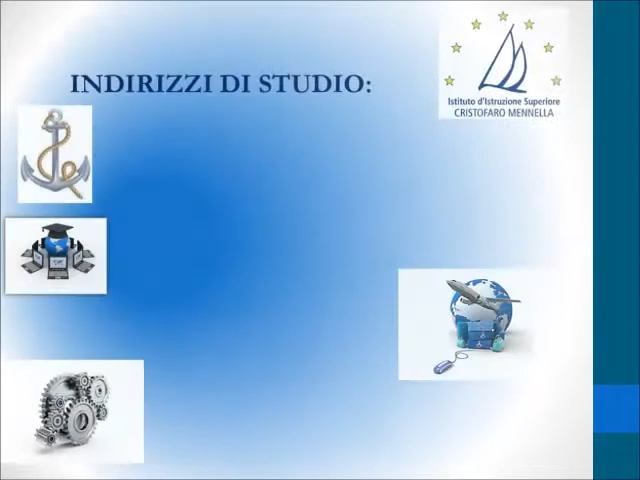 INDIRIZZI DI STUDIO:
Istituto d'Istruzione Superiore
CRISTOFARO MENNELLA